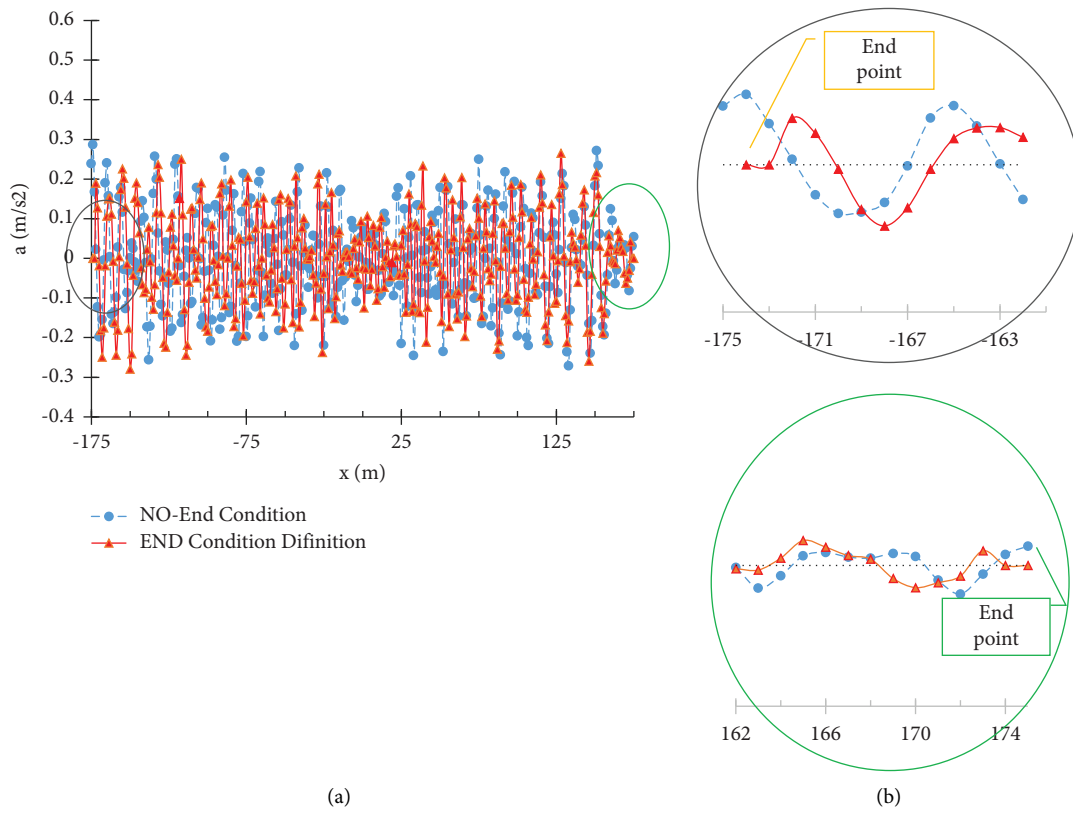 0.6
0.5
0.4
0.3
0.2
0.1
0
-0.1
-0.2
-0.3
-0.4
a (m/s2)
-175 -75 25 125
x (m)
NO-End Condition
END Condition Difinition
(a)
End
point
-175 -171 -167 -163
End
point
162 166 170 174
(b)